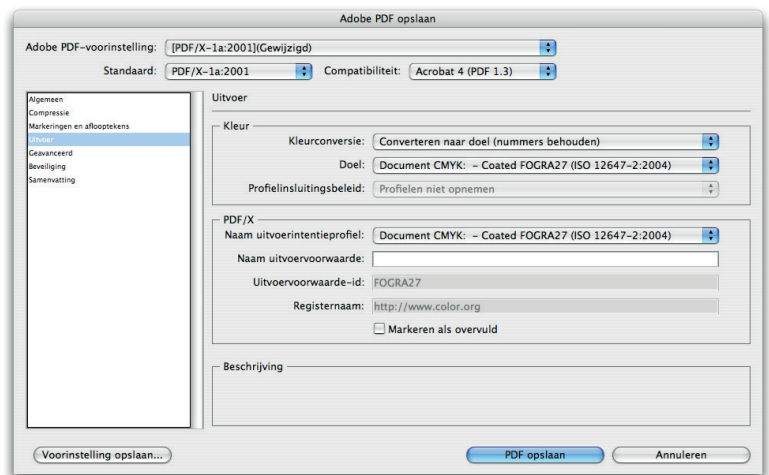 Adobe PDF opslaan
Adobe PDF-voorinstelling: [PDF/X-1a:2001](Gewijzigd)
Standaard: PDF/X-1a:2001 Compatibiliteit: Acrobat 4 (PDF 1.3)
Algemeen
Compressie
Markeringen en aflooptekens
Uitvoer
Geavanceerd
Beveiliging
Samenvatting
Uitvoer
Kleur
Kleurconversie: Converteren naar doel (nummers behouden)
Doel: Document CMYK: - Coated FOGRA27 (ISO 12647-2:2004)
Profielinsluitingsbeleid: Profielen niet opnemen
PDF/X
Naam uitvoerintentieprofiel: Document CMYK: - Coated FOGRA27 (ISO 12647-2:2004)
Naam uitvoervoorwaarde:
Uitvoervoorwaarde-id: FOGRA27
Registernaam: http://www.color.org
Markeren als overvuld
Beschrijving
Voorinstelling opslaan... PDF opslaan Annuleren